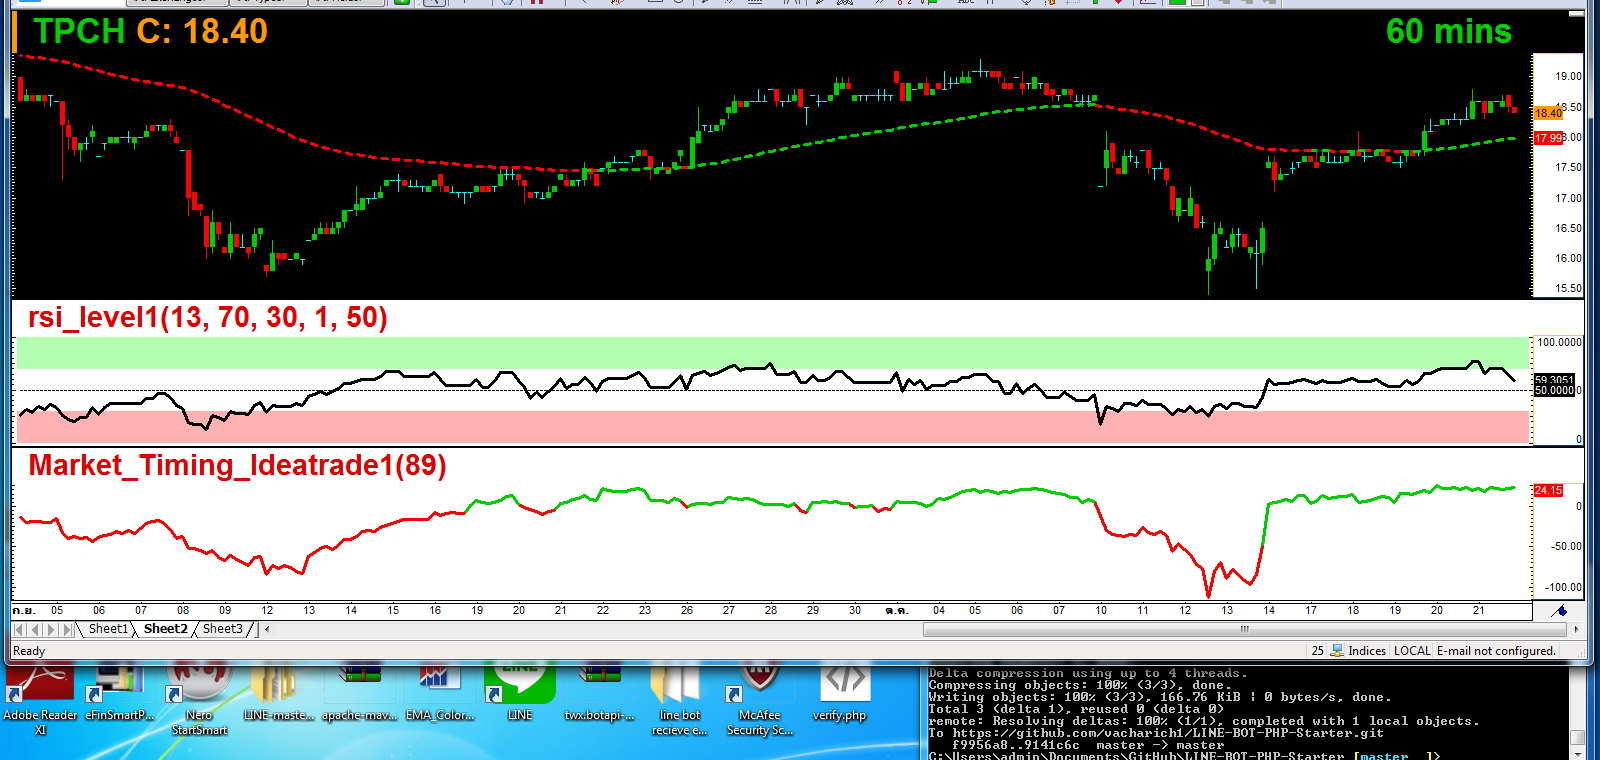 TPCH C: 18.40
60 mins
19.00
18.50
18.40
18.00
17.99
17.50
17.00
16.50
16.00
15.50
rsi_level1(13, 70, 30, 1, 50)
100.0000
59.3051
50.0000
0
Market_Timing_Ideatrade1(89)
24.15
0
-50.00
-100.00
ก.ย. 05 06 07 08 09 12 13 14 15 16 19 20 21 22 23 26 27 28 29 30 ต.ค. 04 05 06 07 10 11 12 13 14 17 18 19 20 21
Sheet1 Sheet2 Sheet3
Ready
25 Indices LOCAL E-mail not configured.
Adobe Reader XI
eFinSmartP...
Nero StartSmart
LINE-maste...
apache-mav...
EMA_Color...
LINE
LINE
twx.botapi-...
line bot recieve e...
McAfee Security Sc...
verify.php
Delta compression using up to 4 threads.
Compressing objects: 100% (3/3), done.
Writing objects: 100% (3/3), 166.76 KiB | 0 bytes/s, done.
Total 3 (delta 1), reused 0 (delta 0)
remote: Resolving deltas: 100% (1/1), completed with 1 local objects.
To https://github.com/vacharich1/LINE-BOT-PHP-Starter.git
f9956a8..9141c6c master -> master
C:\Users\admin\Documents\GitHub\LINE-BOT-PHP-Starter [master ]>